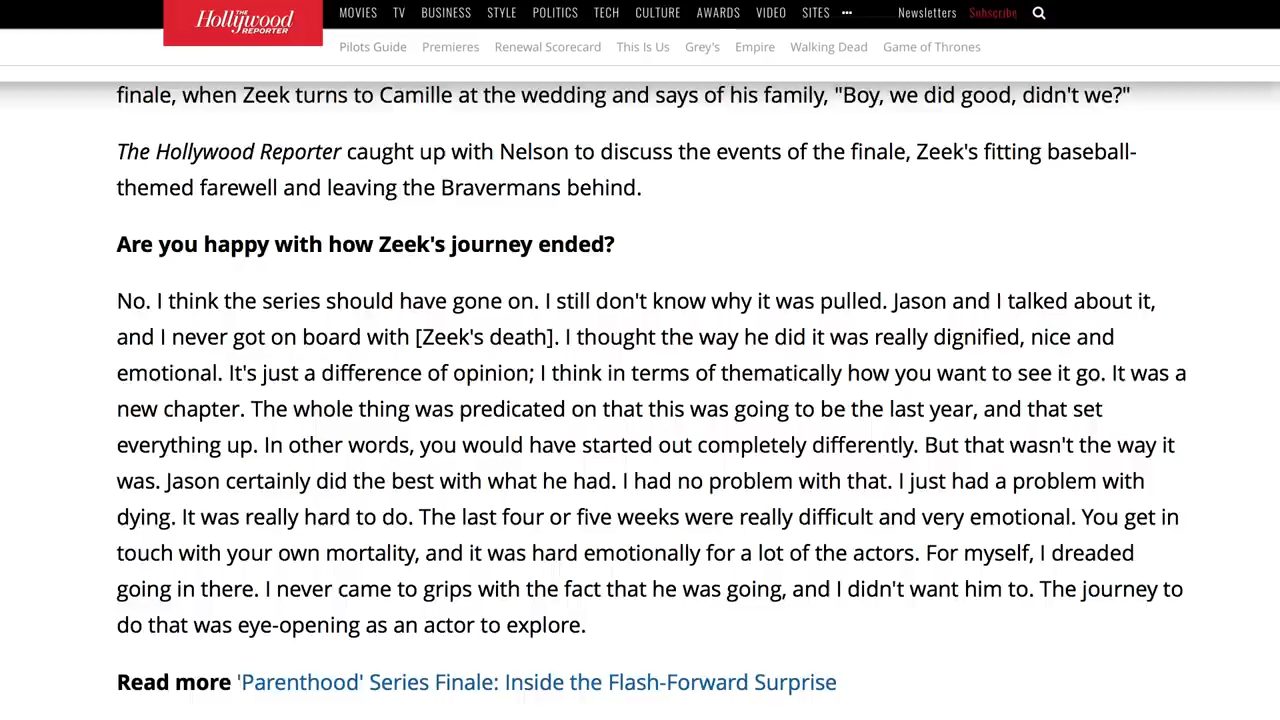 THE Hollywood REPORTER
MOVIES TV BUSINESS STYLE POLITICS TECH CULTURE AWARDS VIDEO SITES ••• Newsletters Subscribe
Pilots Guide Premieres Renewal Scorecard This Is Us Grey's Empire Walking Dead Game of Thrones
finale, when Zeek turns to Camille at the wedding and says of his family, "Boy, we did good, didn't we?"
The Hollywood Reporter caught up with Nelson to discuss the events of the finale, Zeek's fitting baseball-
themed farewell and leaving the Bravermans behind.
Are you happy with how Zeek's journey ended?
No. I think the series should have gone on. I still don't know why it was pulled. Jason and I talked about it,
and I never got on board with [Zeek's death]. I thought the way he did it was really dignified, nice and
emotional. It's just a difference of opinion; I think in terms of thematically how you want to see it go. It was a
new chapter. The whole thing was predicated on that this was going to be the last year, and that set
everything up. In other words, you would have started out completely differently. But that wasn't the way it
was. Jason certainly did the best with what he had. I had no problem with that. I just had a problem with
dying. It was really hard to do. The last four or five weeks were really difficult and very emotional. You get in
touch with your own mortality, and it was hard emotionally for a lot of the actors. For myself, I dreaded
going in there. I never came to grips with the fact that he was going, and I didn't want him to. The journey to
do that was eye-opening as an actor to explore.
Read more 'Parenthood' Series Finale: Inside the Flash-Forward Surprise